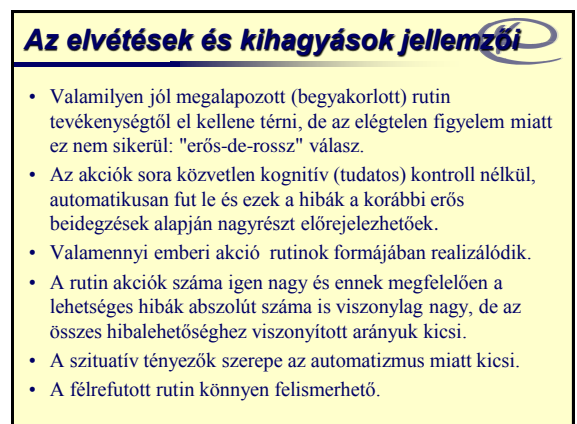 Az elvétések és kihagyások jellemzői
• Valamilyen jól megalapozott (begyakorlott) rutin
tevékenységtől el kellene térni, de az elégtelen figyelem miatt
ez nem sikerül: "erős-de-rossz" válasz.
• Az akciók sora közvetlen kognitív (tudatos) kontroll nélkül,
automatikusan fut le és ezek a hibák a korábbi erős
beidegzések alapján nagyrészt előrejelezhetőek.
• Valamennyi emberi akció rutinok formájában realizálódik.
• A rutin akciók száma igen nagy és ennek megfelelően a
lehetséges hibák abszolút száma is viszonylag nagy, de az
összes hibalehetőséghez viszonyított arányuk kicsi.
• A szituatív tényezők szerepe az automatizmus miatt kicsi.
• A félrefutott rutin könnyen felismerhető.